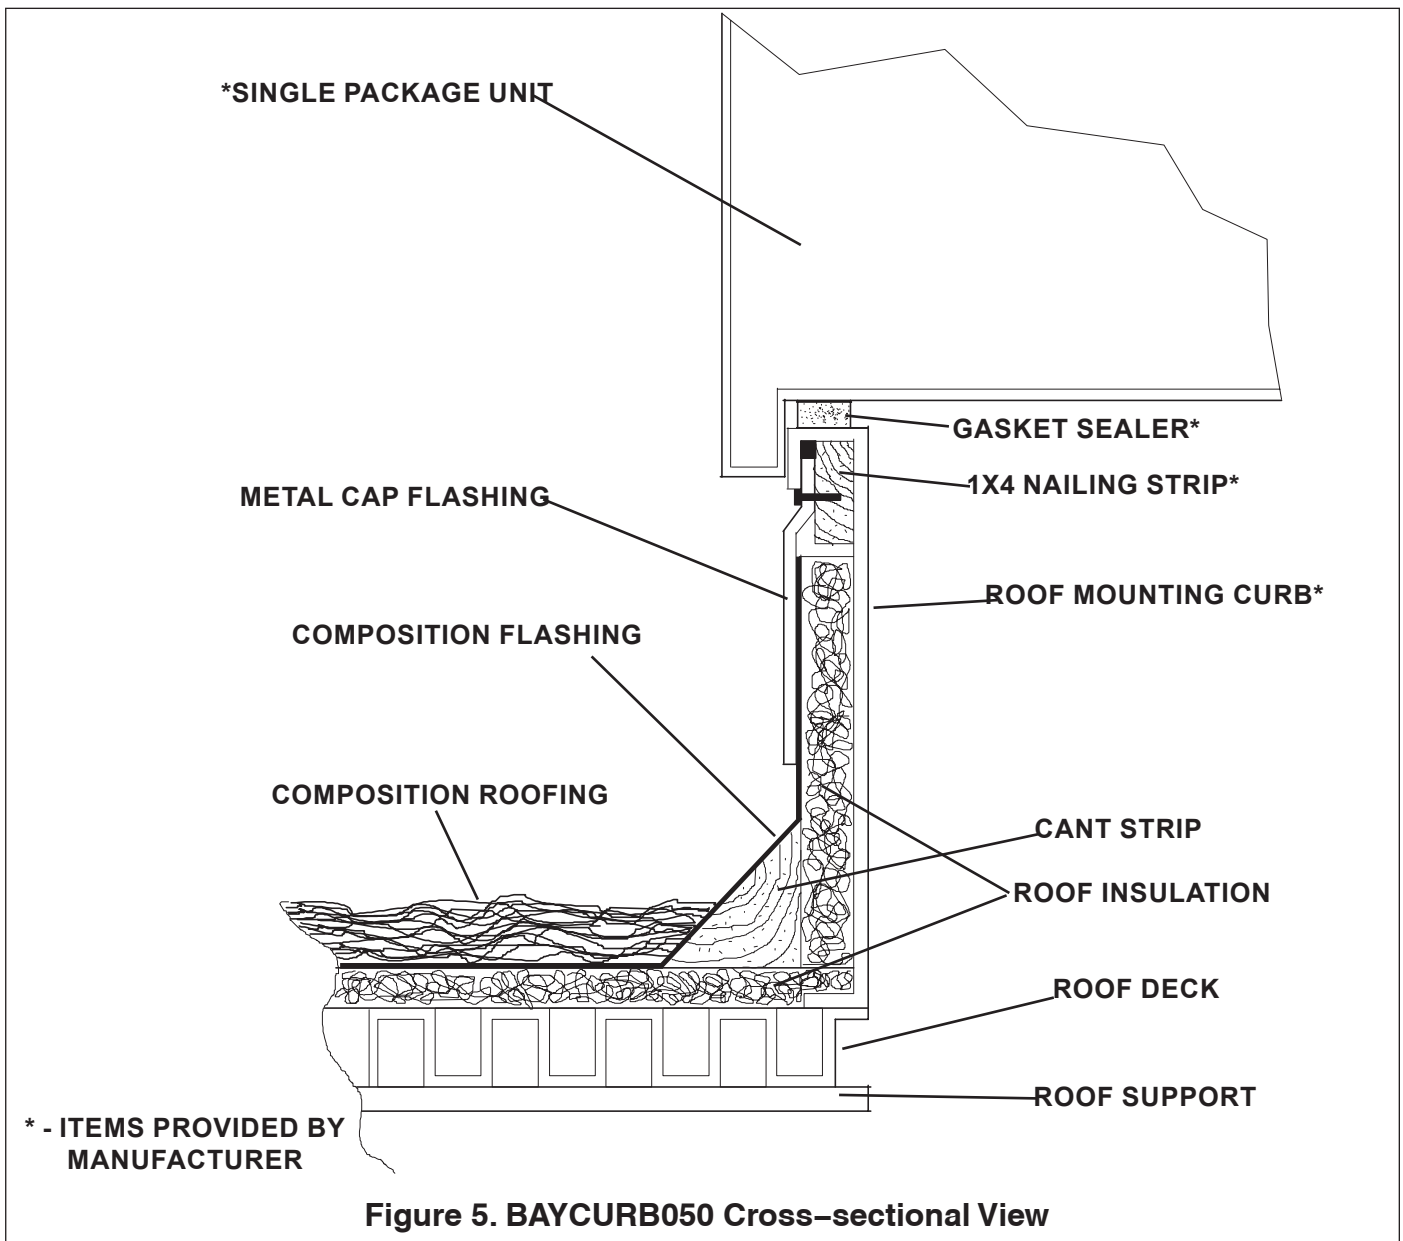 *SINGLE PACKAGE UNIT
GASKET SEALER*
1X4 NAILING STRIP*
METAL CAP FLASHING
ROOF MOUNTING CURB*
COMPOSITION FLASHING
COMPOSITION ROOFING
CANT STRIP
ROOF INSULATION
ROOF DECK
ROOF SUPPORT
* - ITEMS PROVIDED BY
MANUFACTURER
Figure 5. BAYCURB050 Cross–sectional View